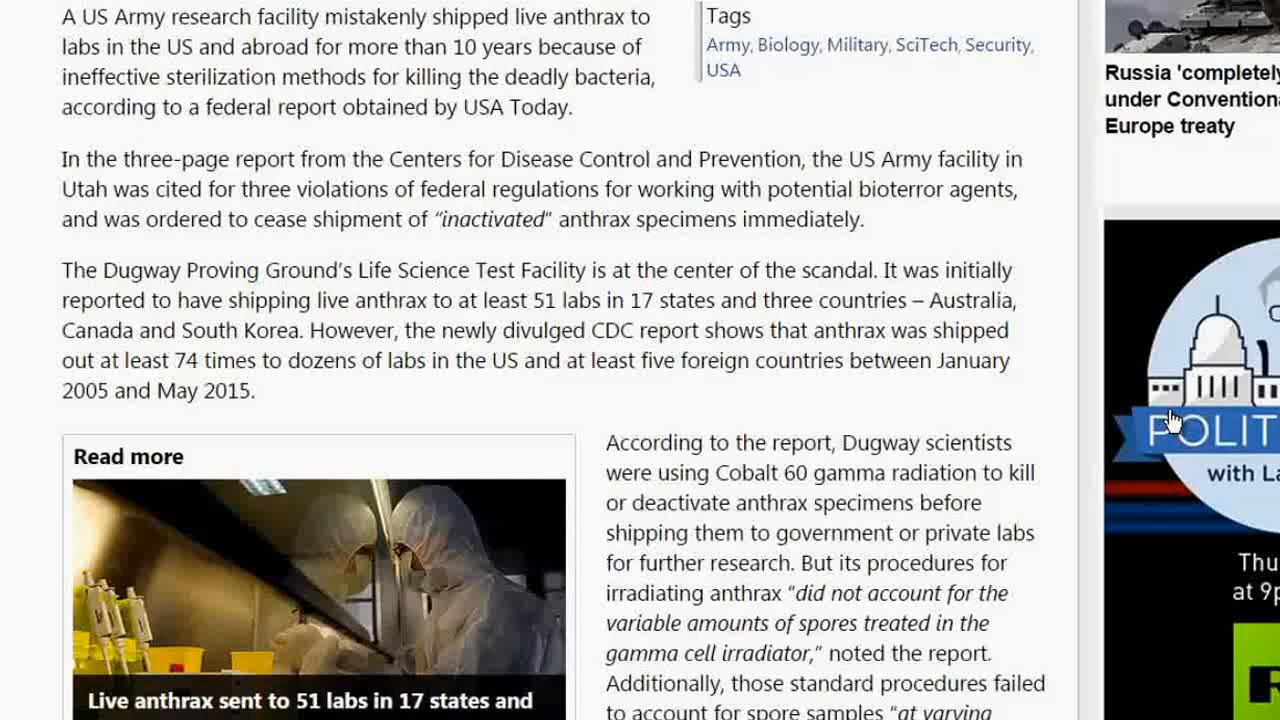 A US Army research facility mistakenly shipped live anthrax to
labs in the US and abroad for more than 10 years because of
ineffective sterilization methods for killing the deadly bacteria,
according to a federal report obtained by USA Today.
Tags
Army, Biology, Military, SciTech, Security,
USA
In the three-page report from the Centers for Disease Control and Prevention, the US Army facility in
Utah was cited for three violations of federal regulations for working with potential bioterror agents,
and was ordered to cease shipment of “inactivated” anthrax specimens immediately.
The Dugway Proving Ground’s Life Science Test Facility is at the center of the scandal. It was initially
reported to have shipping live anthrax to at least 51 labs in 17 states and three countries – Australia,
Canada and South Korea. However, the newly divulged CDC report shows that anthrax was shipped
out at least 74 times to dozens of labs in the US and at least five foreign countries between January
2005 and May 2015.
Read more
Live anthrax sent to 51 labs in 17 states and
According to the report, Dugway scientists
were using Cobalt 60 gamma radiation to kill
or deactivate anthrax specimens before
shipping them to government or private labs
for further research. But its procedures for
irradiating anthrax “did not account for the
variable amounts of spores treated in the
gamma cell irradiator,” noted the report.
Additionally, those standard procedures failed
to account for spore samples “at varying
Russia 'completely
under Convention
Europe treaty
POLIT
with La
Thu
at 9p
R